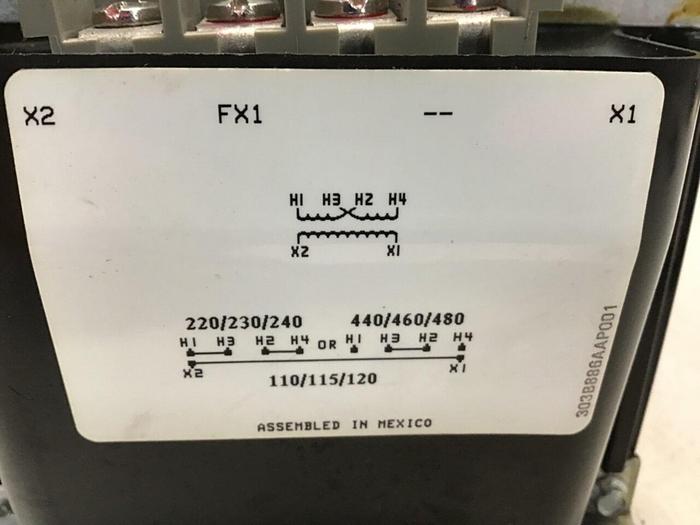 X2 FX1 -- X1
H1 H3 H2 H4
X2 X1
220/230/240 440/460/480
H1 H3 H2 H4 OR H1 H3 H2 H4
X2 X1
110/115/120
ASSEMBLED IN MEXICO
303B886AAP001